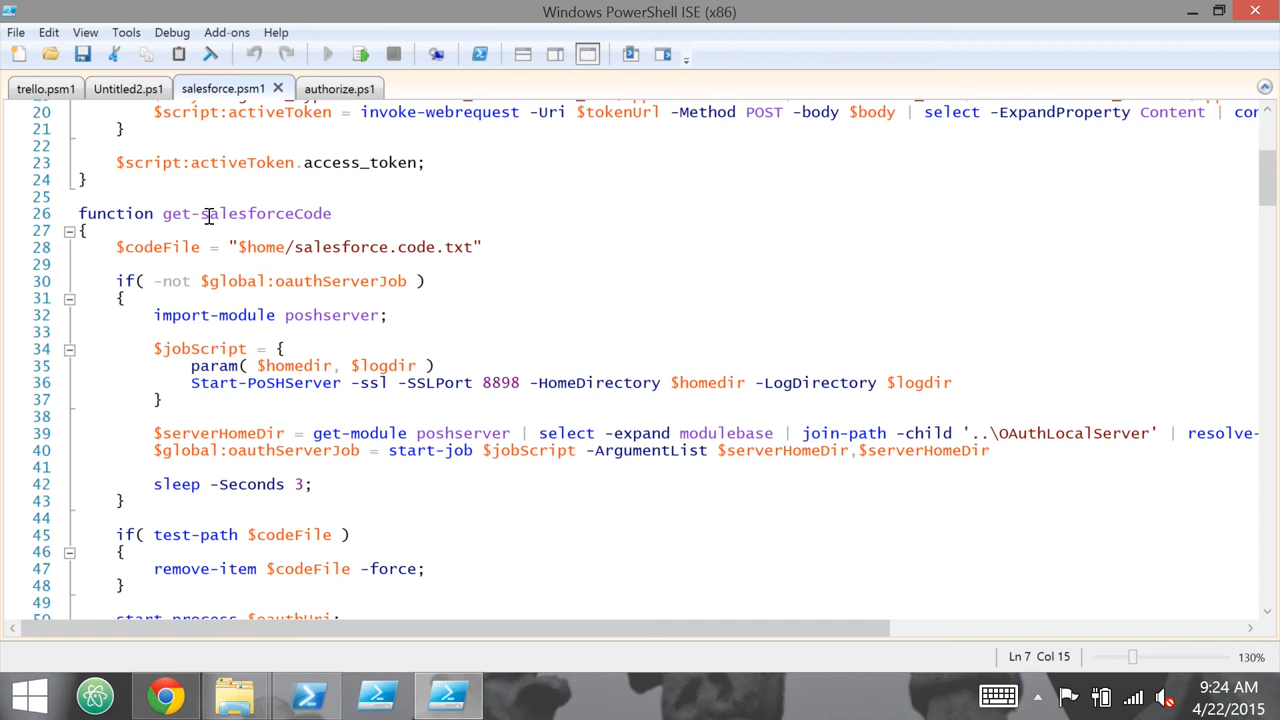 Windows PowerShell ISE (x86)
File Edit View Tools Debug Add-ons Help
trello.psm1 Untitled2.ps1 salesforce.psm1 authorize.ps1
20 $script:activeToken = invoke-webrequest -Uri $tokenUrl -Method POST -body $body | select -ExpandProperty Content | con
21 }
22
23 $script:activeToken.access_token;
24 }
25
26 function get-salesforceCode
27 {
28 $codeFile = "$home/salesforce.code.txt"
29
30 if( -not $global:oauthServerJob )
31 {
32 import-module poshserver;
33
34 $jobScript = {
35 param( $homedir, $logdir )
36 Start-PoSHServer -ssl -SSLPort 8898 -HomeDirectory $homedir -LogDirectory $logdir
37 }
38
39 $serverHomeDir = get-module poshserver | select -expand modulebase | join-path -child '..\OAuthLocalServer' | resolve-
40 $global:oauthServerJob = start-job $jobScript -ArgumentList $serverHomeDir,$serverHomeDir
41
42 sleep -Seconds 3;
43 }
44
45 if( test-path $codeFile )
46 {
47 remove-item $codeFile -force;
48 }
49
50 start-process $oauthUri;
Ln 7 Col 15 130%
9:24 AM
4/22/2015